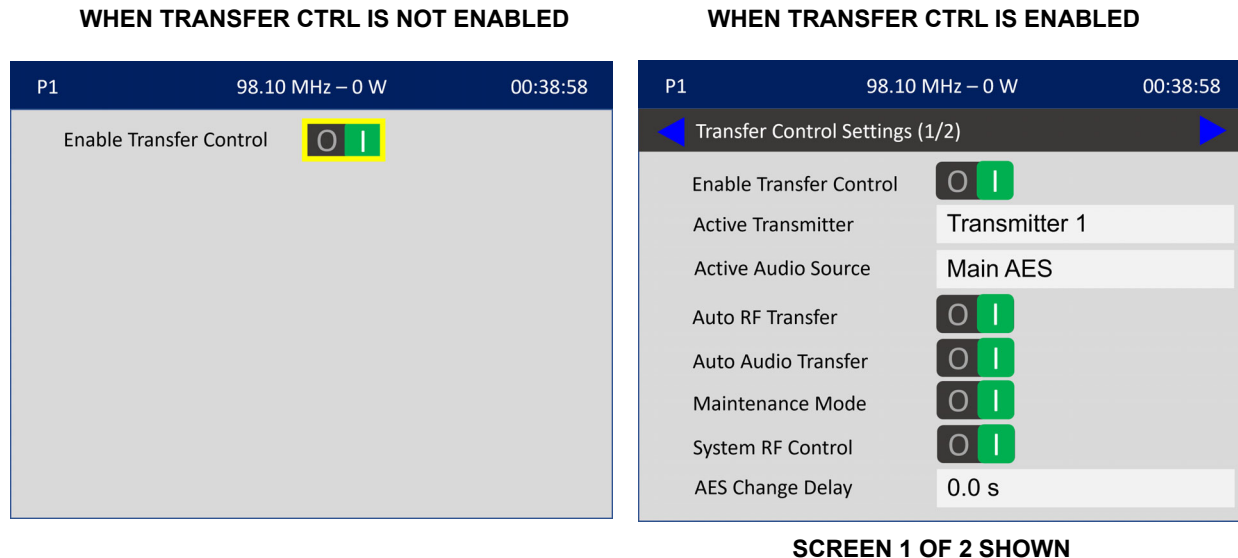 WHEN TRANSFER CTRL IS NOT ENABLED
P1 98.10 MHz – 0 W 00:38:58
Enable Transfer Control O I
WHEN TRANSFER CTRL IS ENABLED
P1 98.10 MHz – 0 W 00:38:58
Transfer Control Settings (1/2)
Enable Transfer Control O I
Active Transmitter Transmitter 1
Active Audio Source Main AES
Auto RF Transfer O I
Auto Audio Transfer O I
Maintenance Mode O I
System RF Control O I
AES Change Delay 0.0 s
SCREEN 1 OF 2 SHOWN